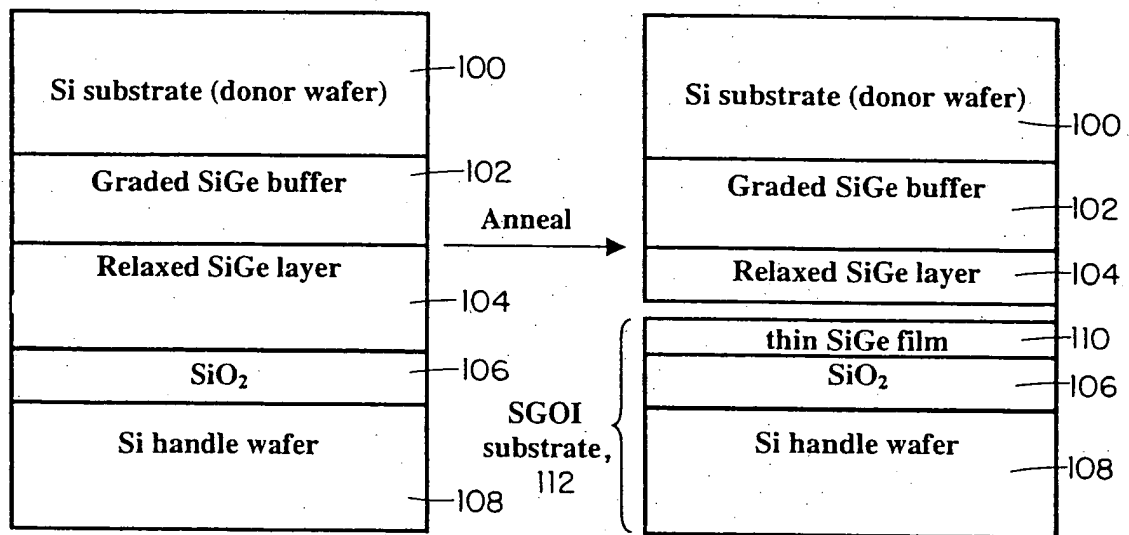 Si substrate (donor wafer)
100
Graded SiGe buffer
102
Relaxed SiGe layer
104
SiO₂
106
Si handle wafer
108
Anneal
Si substrate (donor wafer)
100
Graded SiGe buffer
102
Relaxed SiGe layer
104
thin SiGe film
110
SiO₂
106
Si handle wafer
108
SGOI
substrate,
112